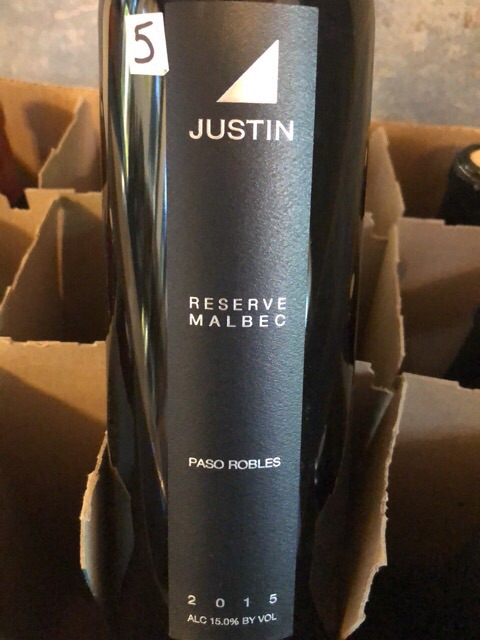 5
JUSTIN
RESERVE
MALBEC
PASO ROBLES
2015
ALC 15.0% BY VOL